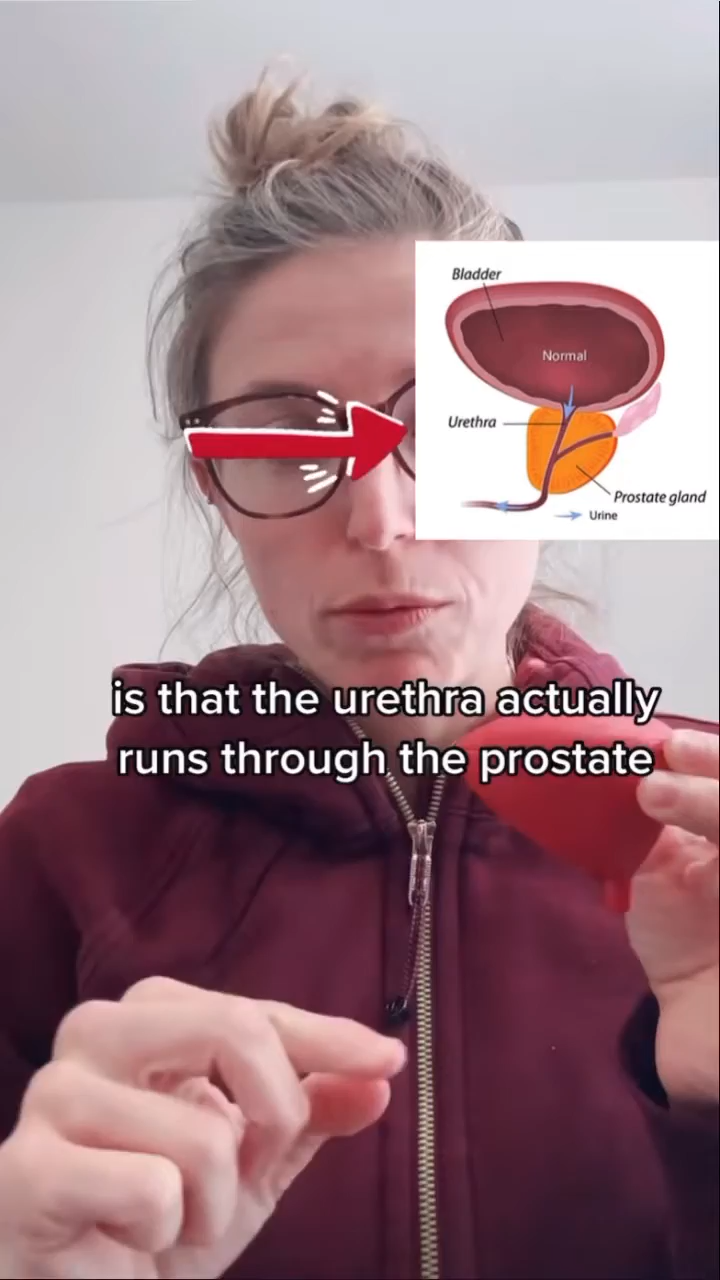 Bladder
Normal
Urethra
Prostate gland
Urine
is that the urethra actually
runs through the prostate